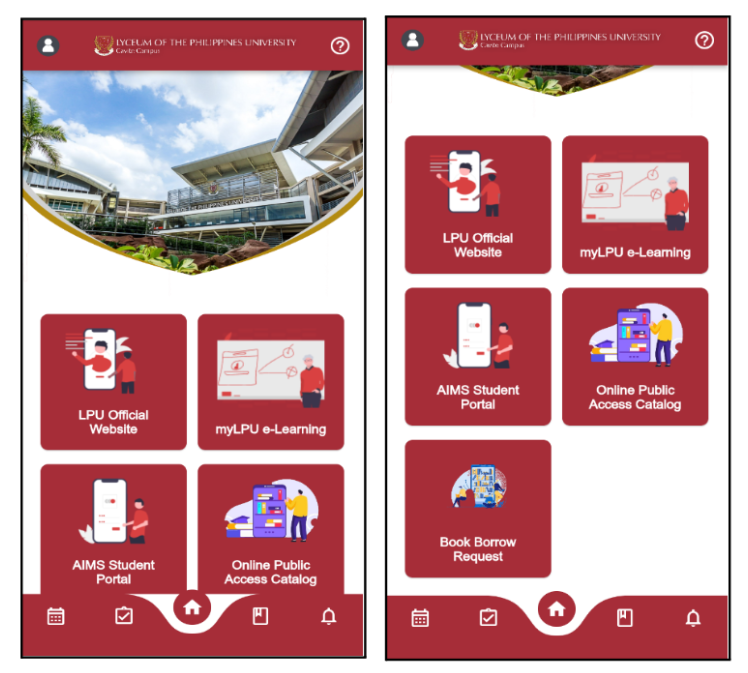 LYCEUM OF THE PHILIPPINES UNIVERSITY
Cavite Campus
LPU Official
Website
myLPU e-Learning
AIMS Student
Portal
Online Public
Access Catalog
LYCEUM OF THE PHILIPPINES UNIVERSITY
Cavite Campus
LPU Official
Website
myLPU e-Learning
AIMS Student
Portal
Online Public
Access Catalog
Book Borrow
Request